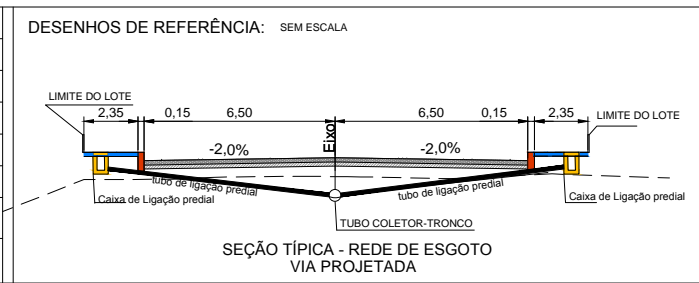 DESENHOS DE REFERÊNCIA: SEM ESCALA
LIMITE DO LOTE
2,35 0,15 6,50 6,50 0,15 2,35
LIMITE DO LOTE
-2,0% Eixo -2,0%
tubo de ligação predial tubo de ligação predial
Caixa de Ligação predial Caixa de Ligação predial
TUBO COLETOR-TRONCO
SEÇÃO TÍPICA - REDE DE ESGOTO
VIA PROJETADA